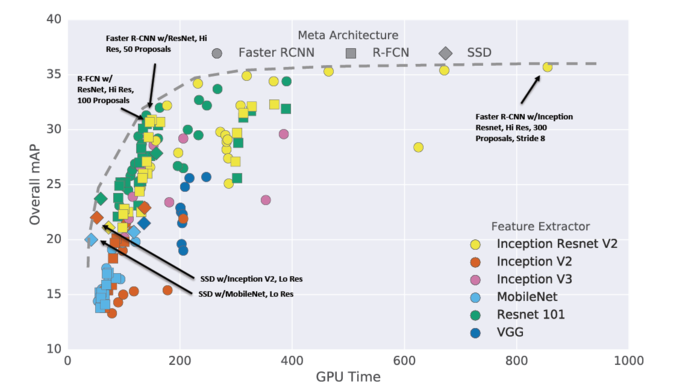 40
35
30
25
20
15
10
Overall mAP
0
200
400
600
800
1000
GPU Time
Meta Architecture
Faster RCNN
R-FCN
SSD
Faster R-CNN w/ResNet, Hi
Res, 50 Proposals
R-FCN w/
ResNet, Hi Res,
100 Proposals
Faster R-CNN w/Inception
Resnet, Hi Res, 300
Proposals, Stride 8
SSD w/Inception V2, Lo Res
SSD w/MobileNet, Lo Res
Feature Extractor
Inception Resnet V2
Inception V2
Inception V3
MobileNet
Resnet 101
VGG